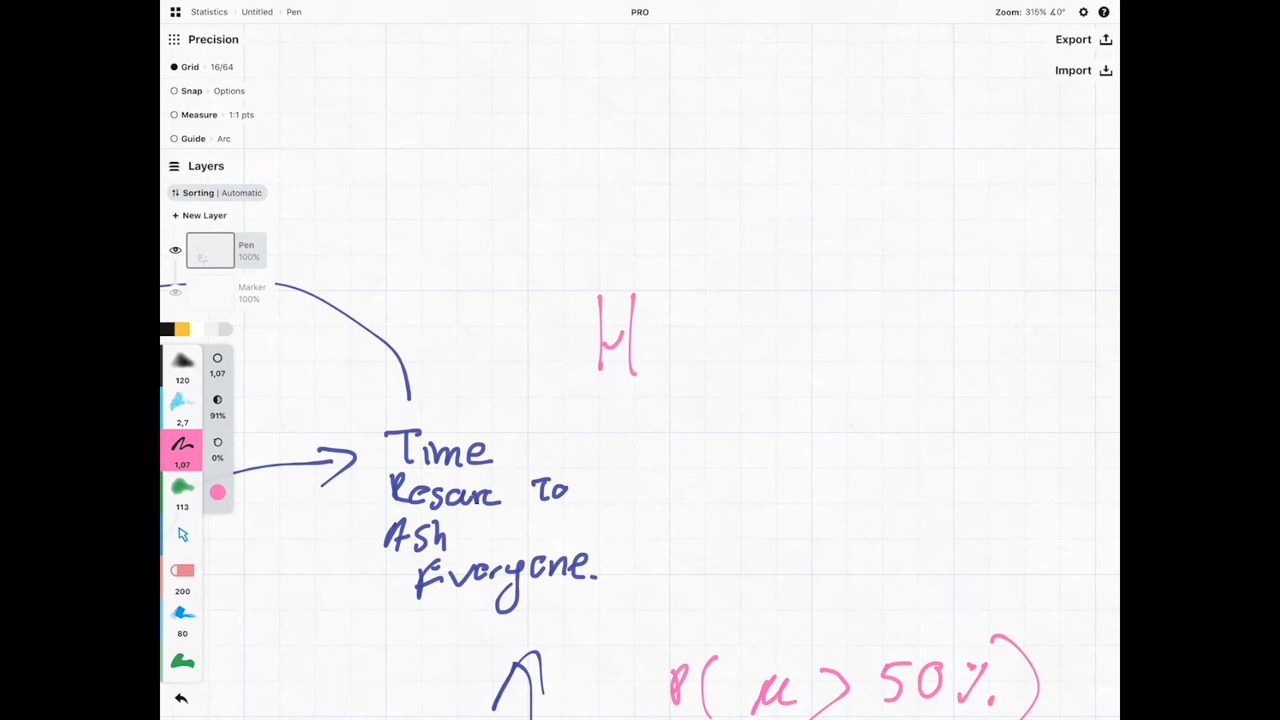 Statistics › Untitled › Pen
PRO
Zoom: 315% ∡0°
Precision
Export
Grid › 16/64
Import
Snap › Options
Measure › 1:1 pts
Guide › Arc
Layers
Sorting | Automatic
+ New Layer
Pen
100%
Marker
100%
120
1,07
2,7
91%
1,07
0%
113
200
80
H
Time
Resarc To
Ash
Everyone.
P( μ > 50%)